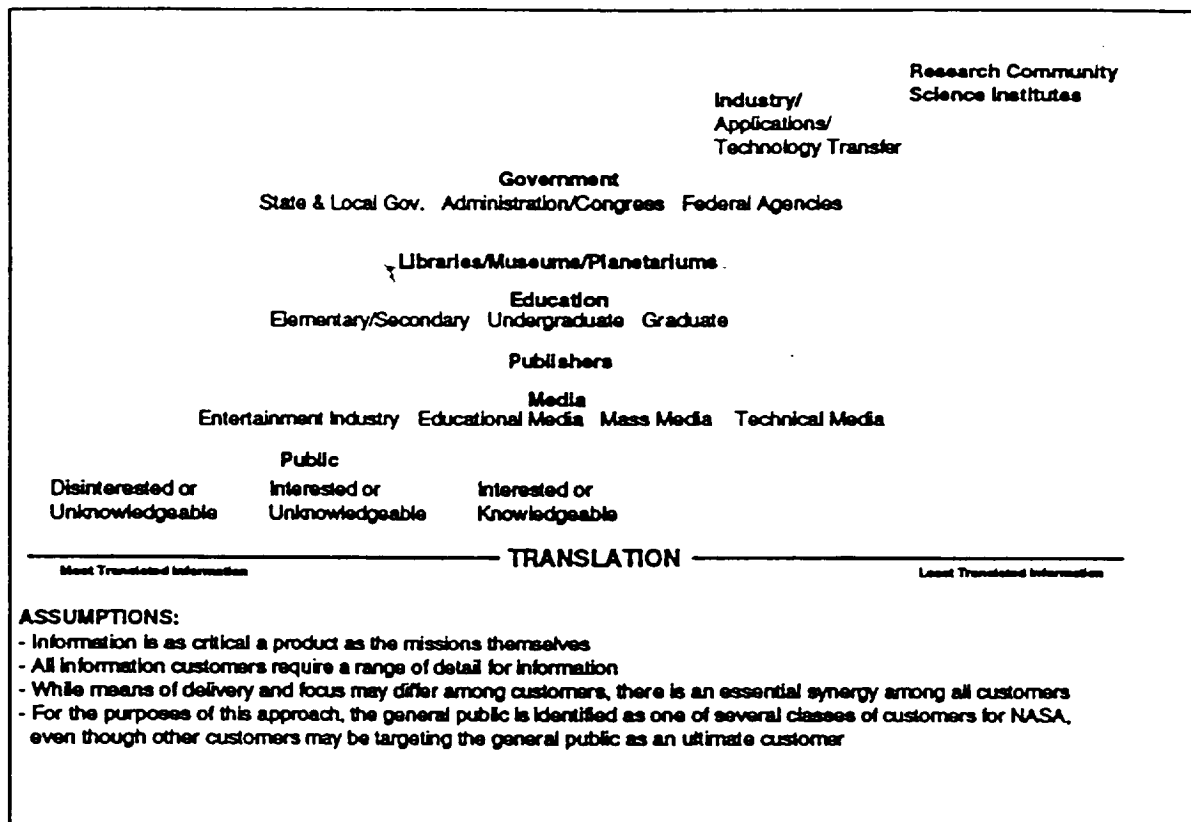 Research Community
Science Institutes
Industry/
Applications/
Technology Transfer
Government
State & Local Gov. Administration/Congress Federal Agencies
Libraries/Museums/Planetariums
Education
Elementary/Secondary Undergraduate Graduate
Publishers
Media
Entertainment Industry Educational Media Mass Media Technical Media
Public
Disinterested or Interested or Interested or
Unknowledgeable Unknowledgeable Knowledgeable
TRANSLATION
Most Translated Information Least Translated Information
ASSUMPTIONS:
- Information is as critical a product as the missions themselves
- All information customers require a range of detail for information
- While means of delivery and focus may differ among customers, there is an essential synergy among all customers
- For the purposes of this approach, the general public is identified as one of several classes of customers for NASA,
even though other customers may be targeting the general public as an ultimate customer